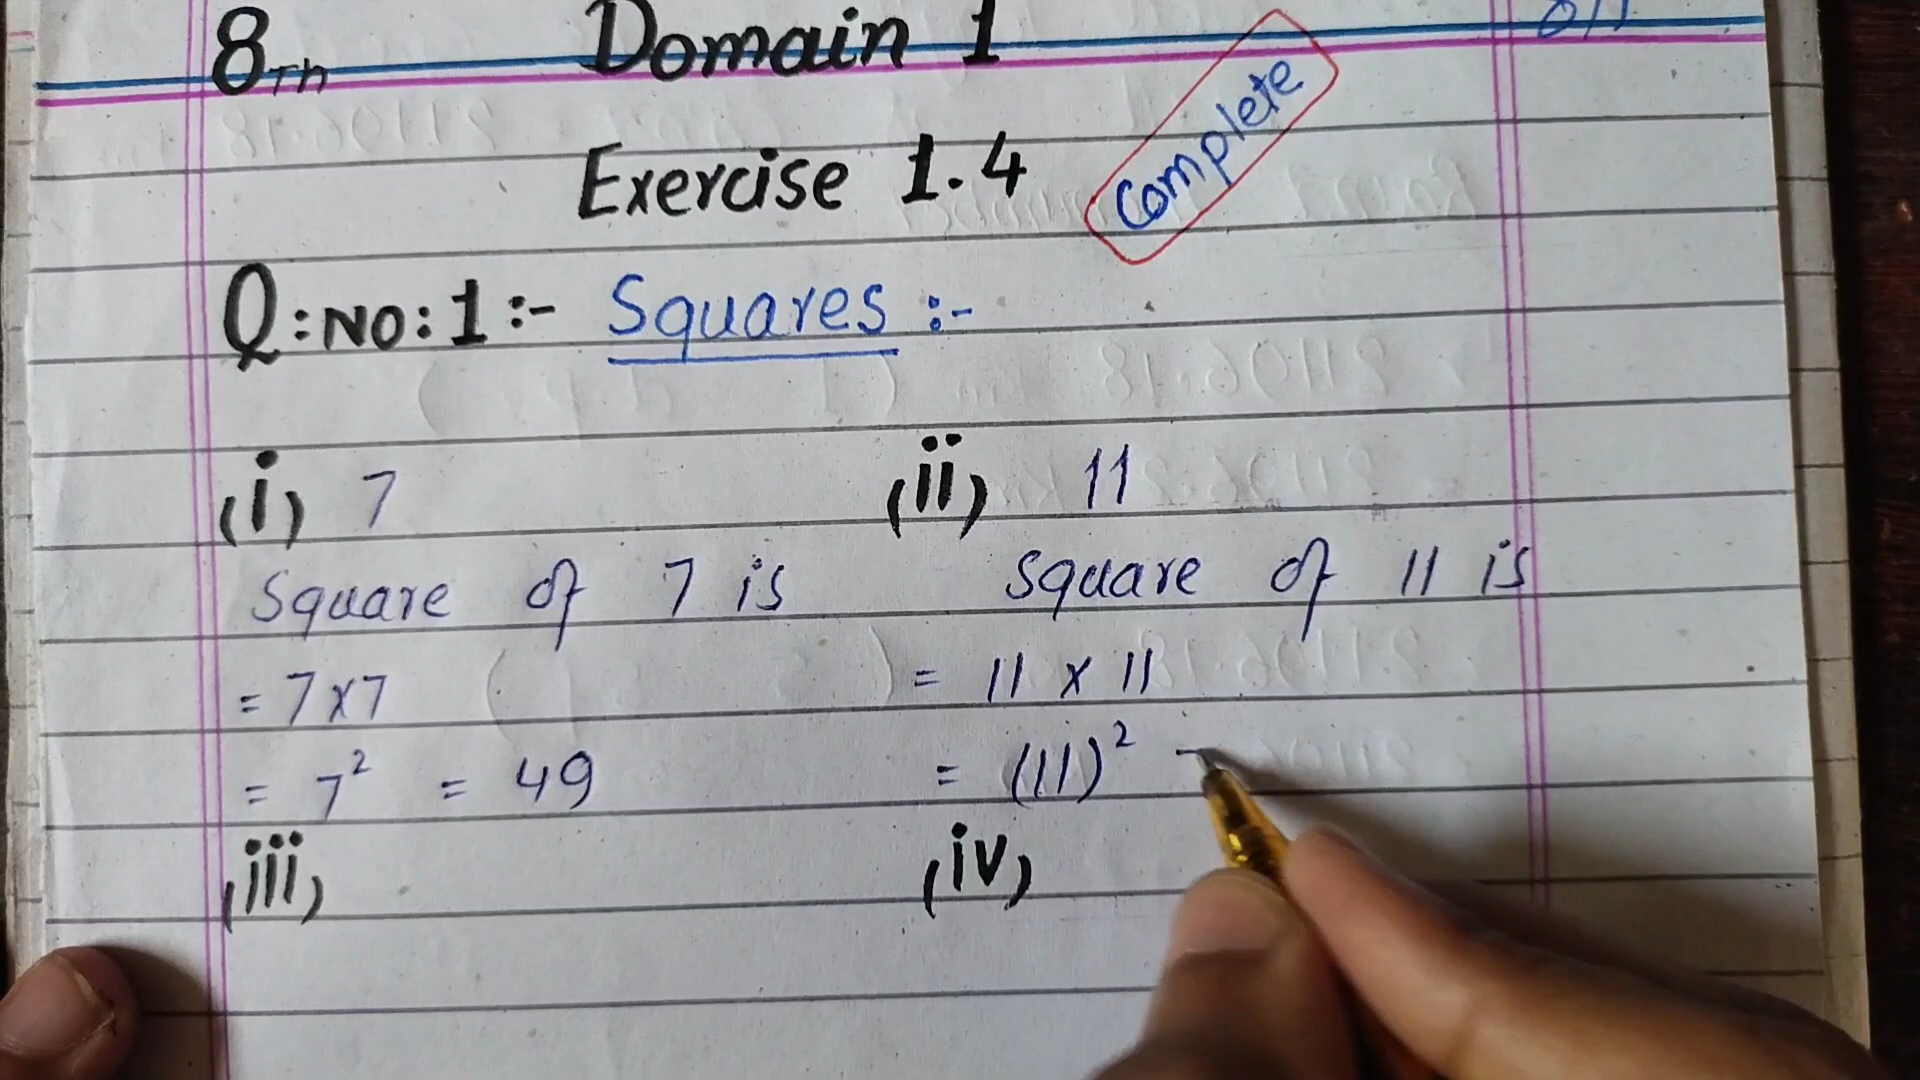 8Th Domain 1
Exercise 1.4 Complete
Q:NO:1:- Squares :-
(i) 7 (ii) 11
Square of 7 is Square of 11 is
= 7x7 = 11 x 11
= 7² = 49 = (11)² -
(iii) (iv)